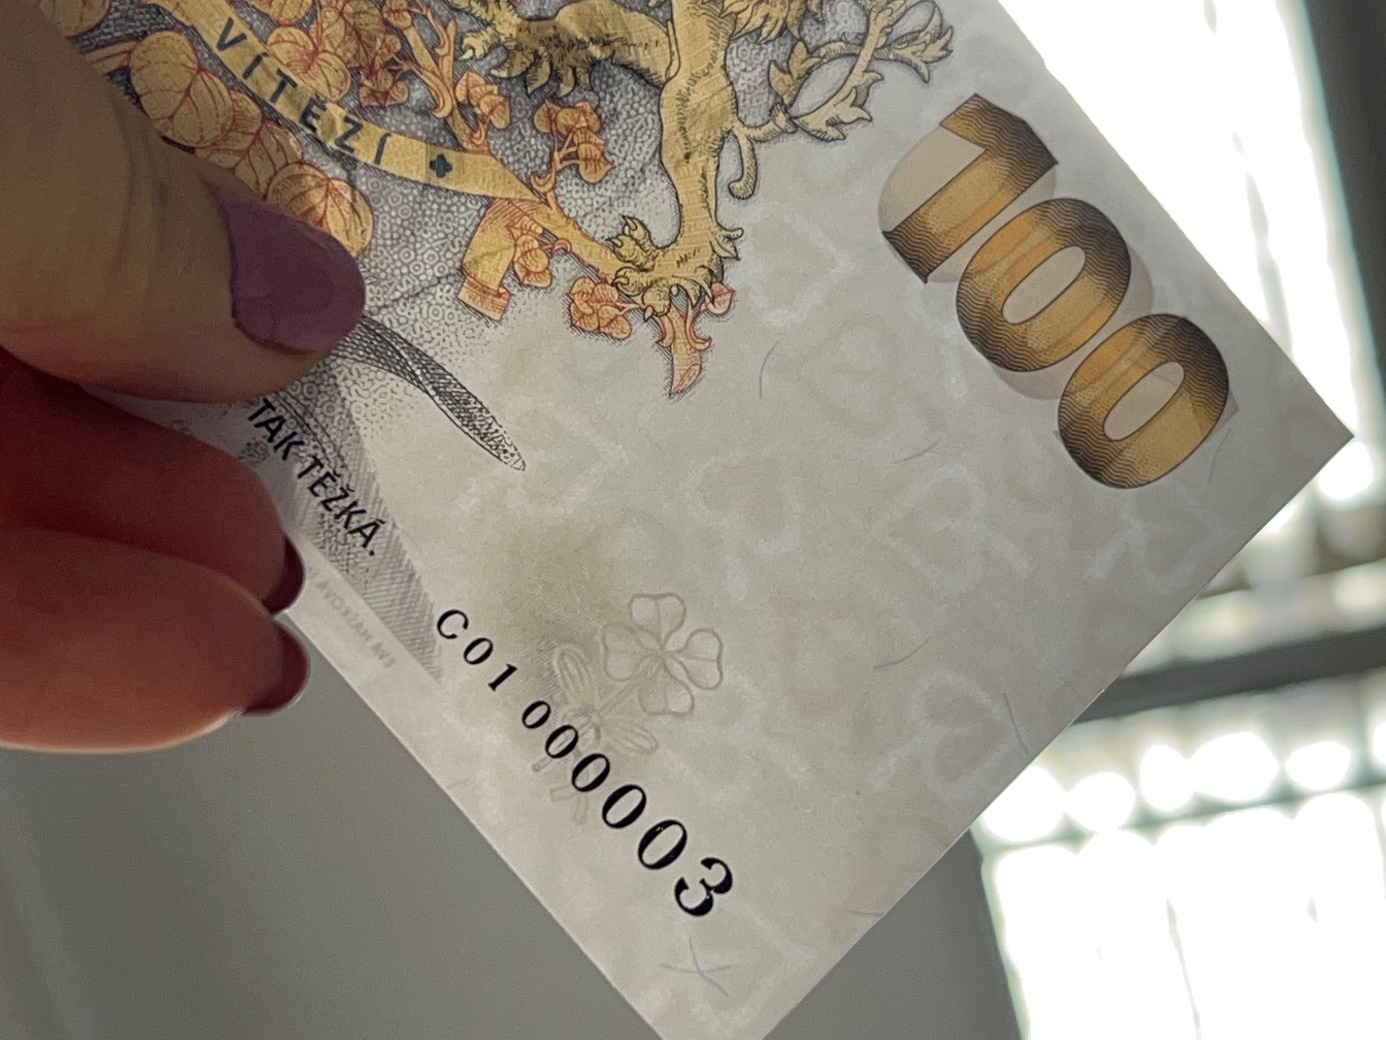 VÍTĚZÍ
100
TAK TĚŽKÁ.
C01 000003